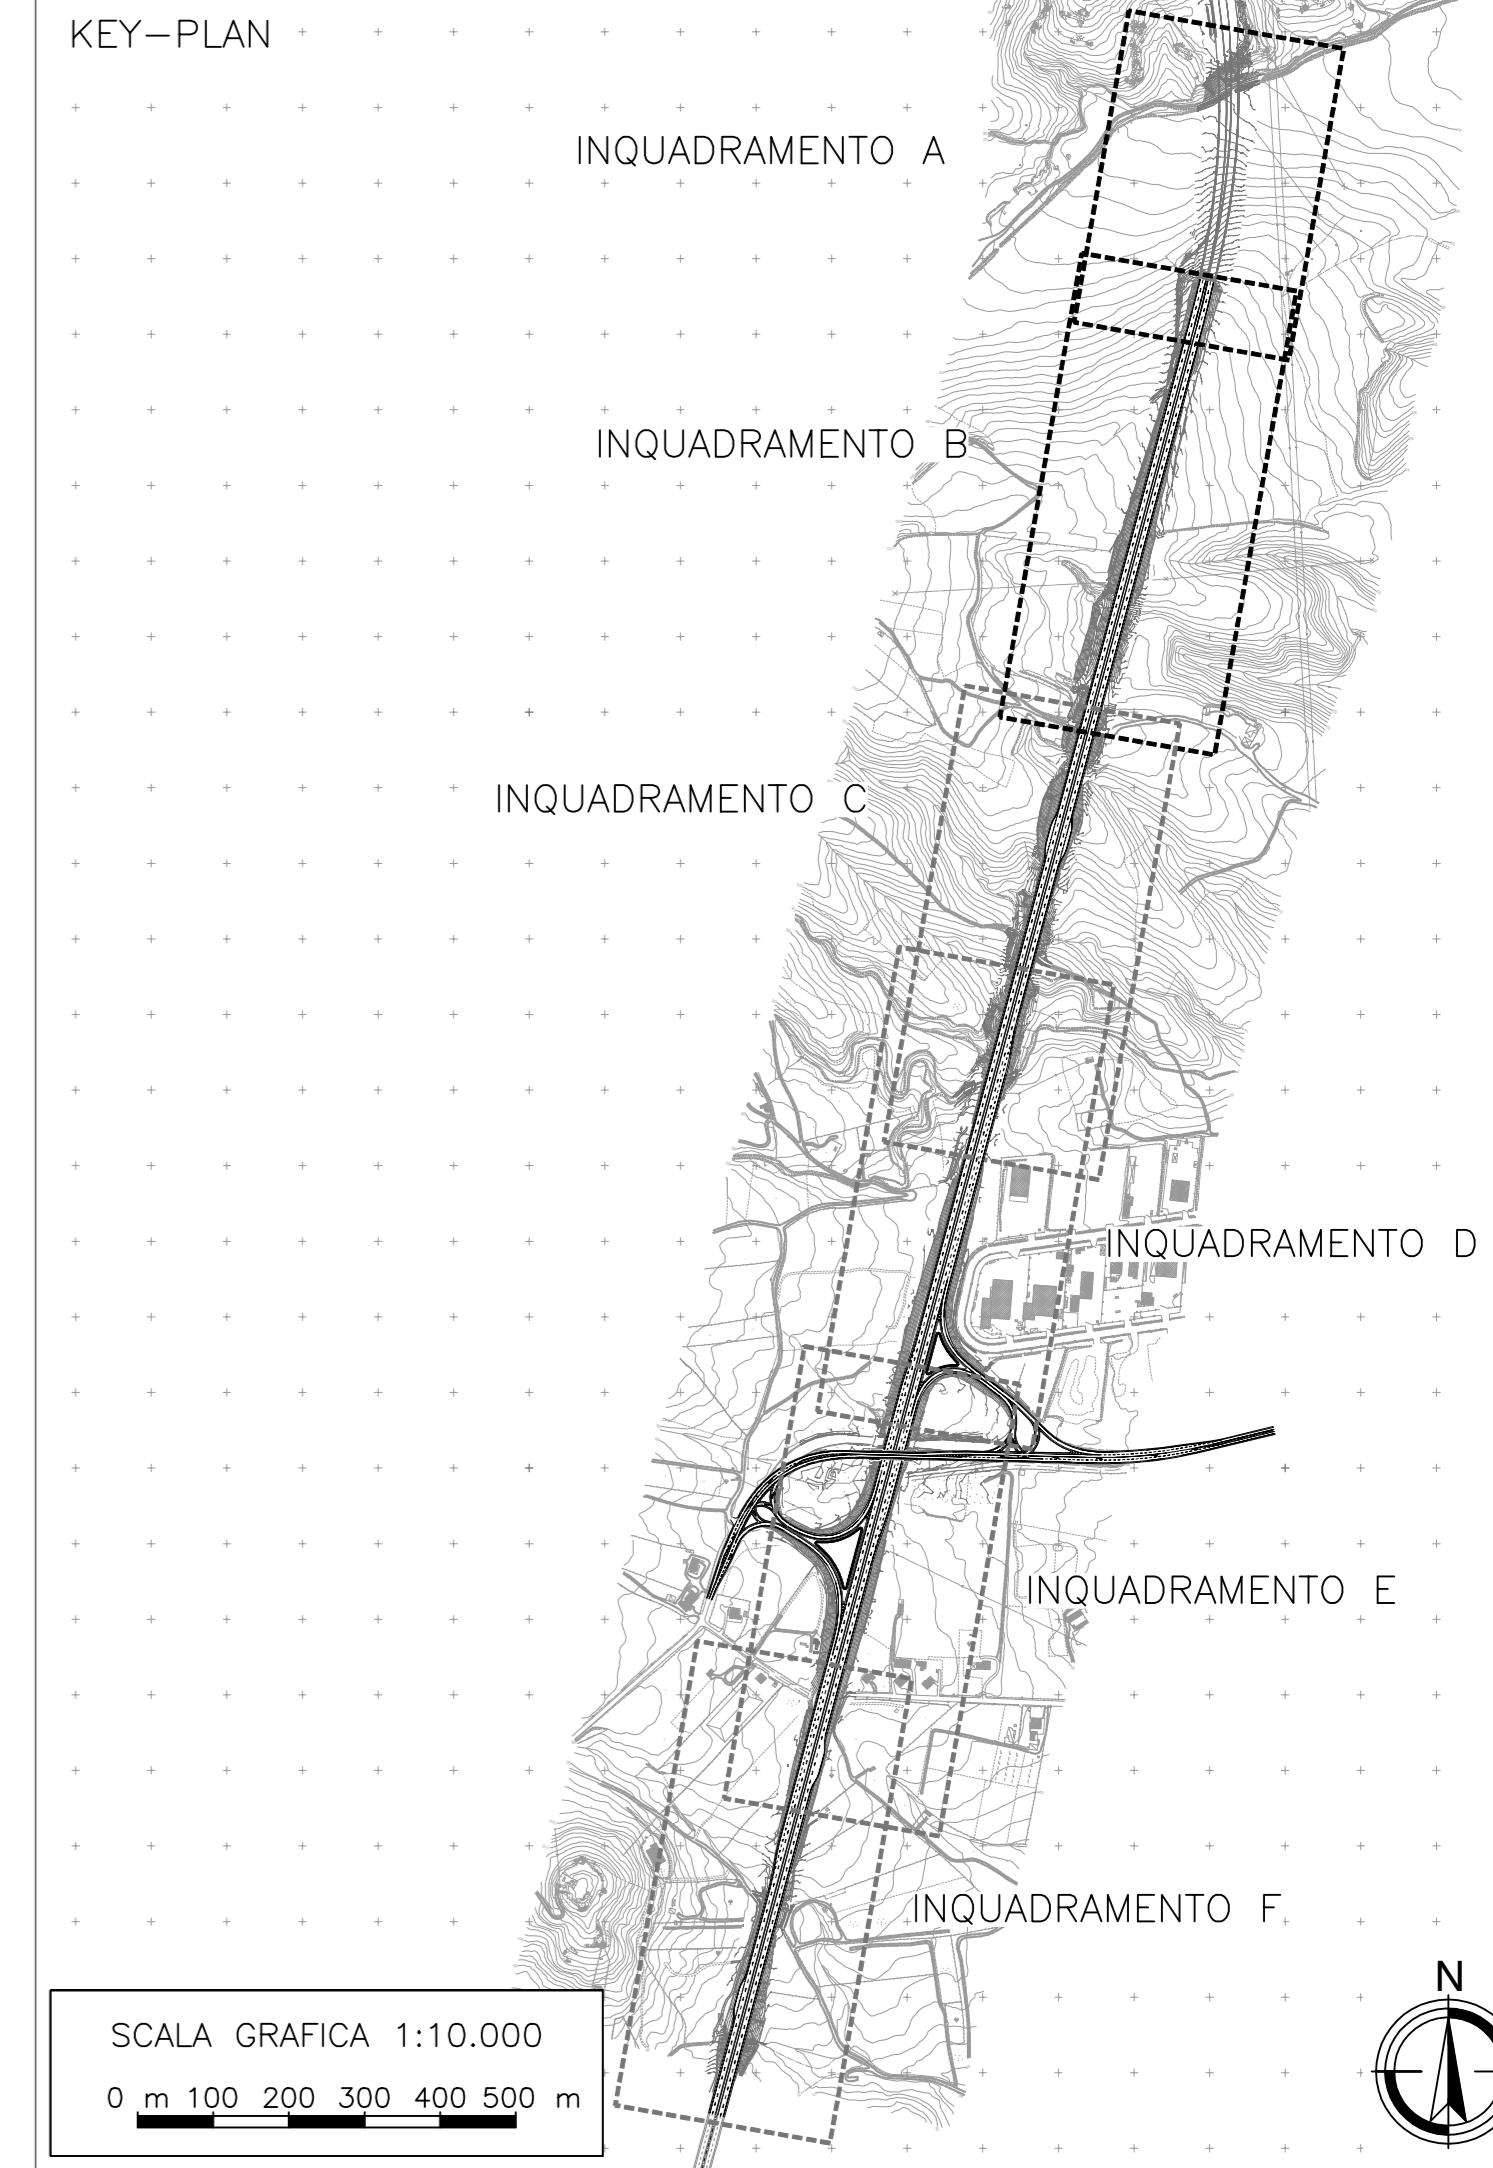 KEY-PLAN
INQUADRAMENTO A
INQUADRAMENTO B
INQUADRAMENTO C
INQUADRAMENTO D
INQUADRAMENTO E
INQUADRAMENTO F
N
SCALA GRAFICA 1:10.000
0 m 100 200 300 400 500 m